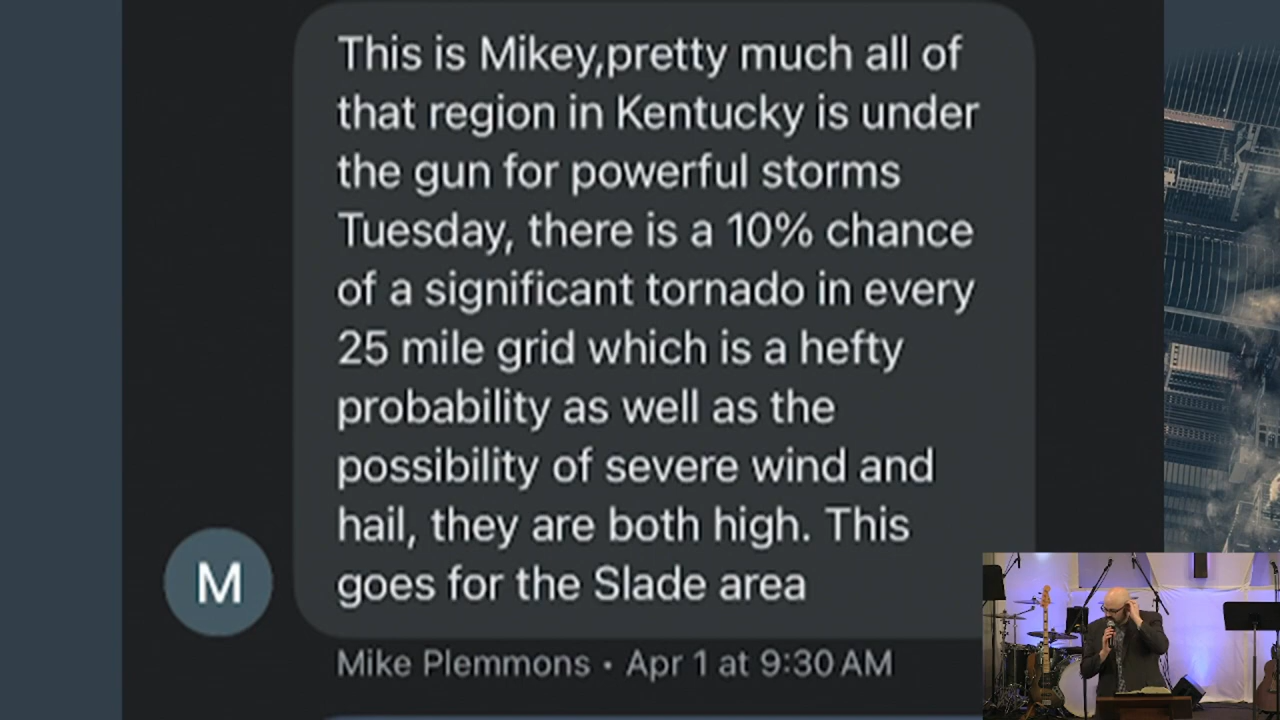 This is Mikey,pretty much all of
that region in Kentucky is under
the gun for powerful storms
Tuesday, there is a 10% chance
of a significant tornado in every
25 mile grid which is a hefty
probability as well as the
possibility of severe wind and
hail, they are both high. This
goes for the Slade area
M
Mike Plemmons • Apr 1 at 9:30 AM